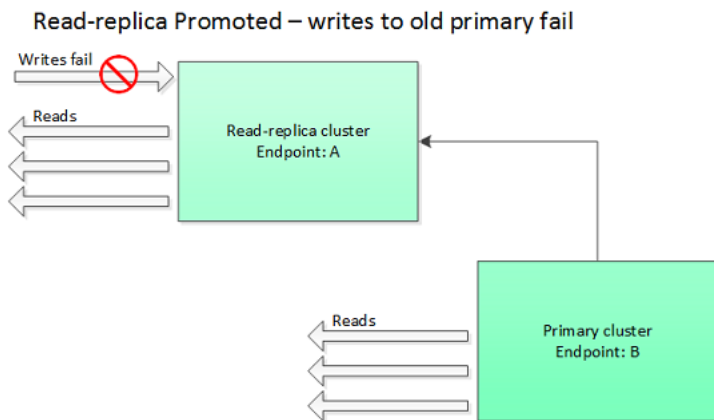 Read-replica Promoted – writes to old primary fail
Writes fail
Reads
Read-replica cluster
Endpoint: A
Reads
Primary cluster
Endpoint: B